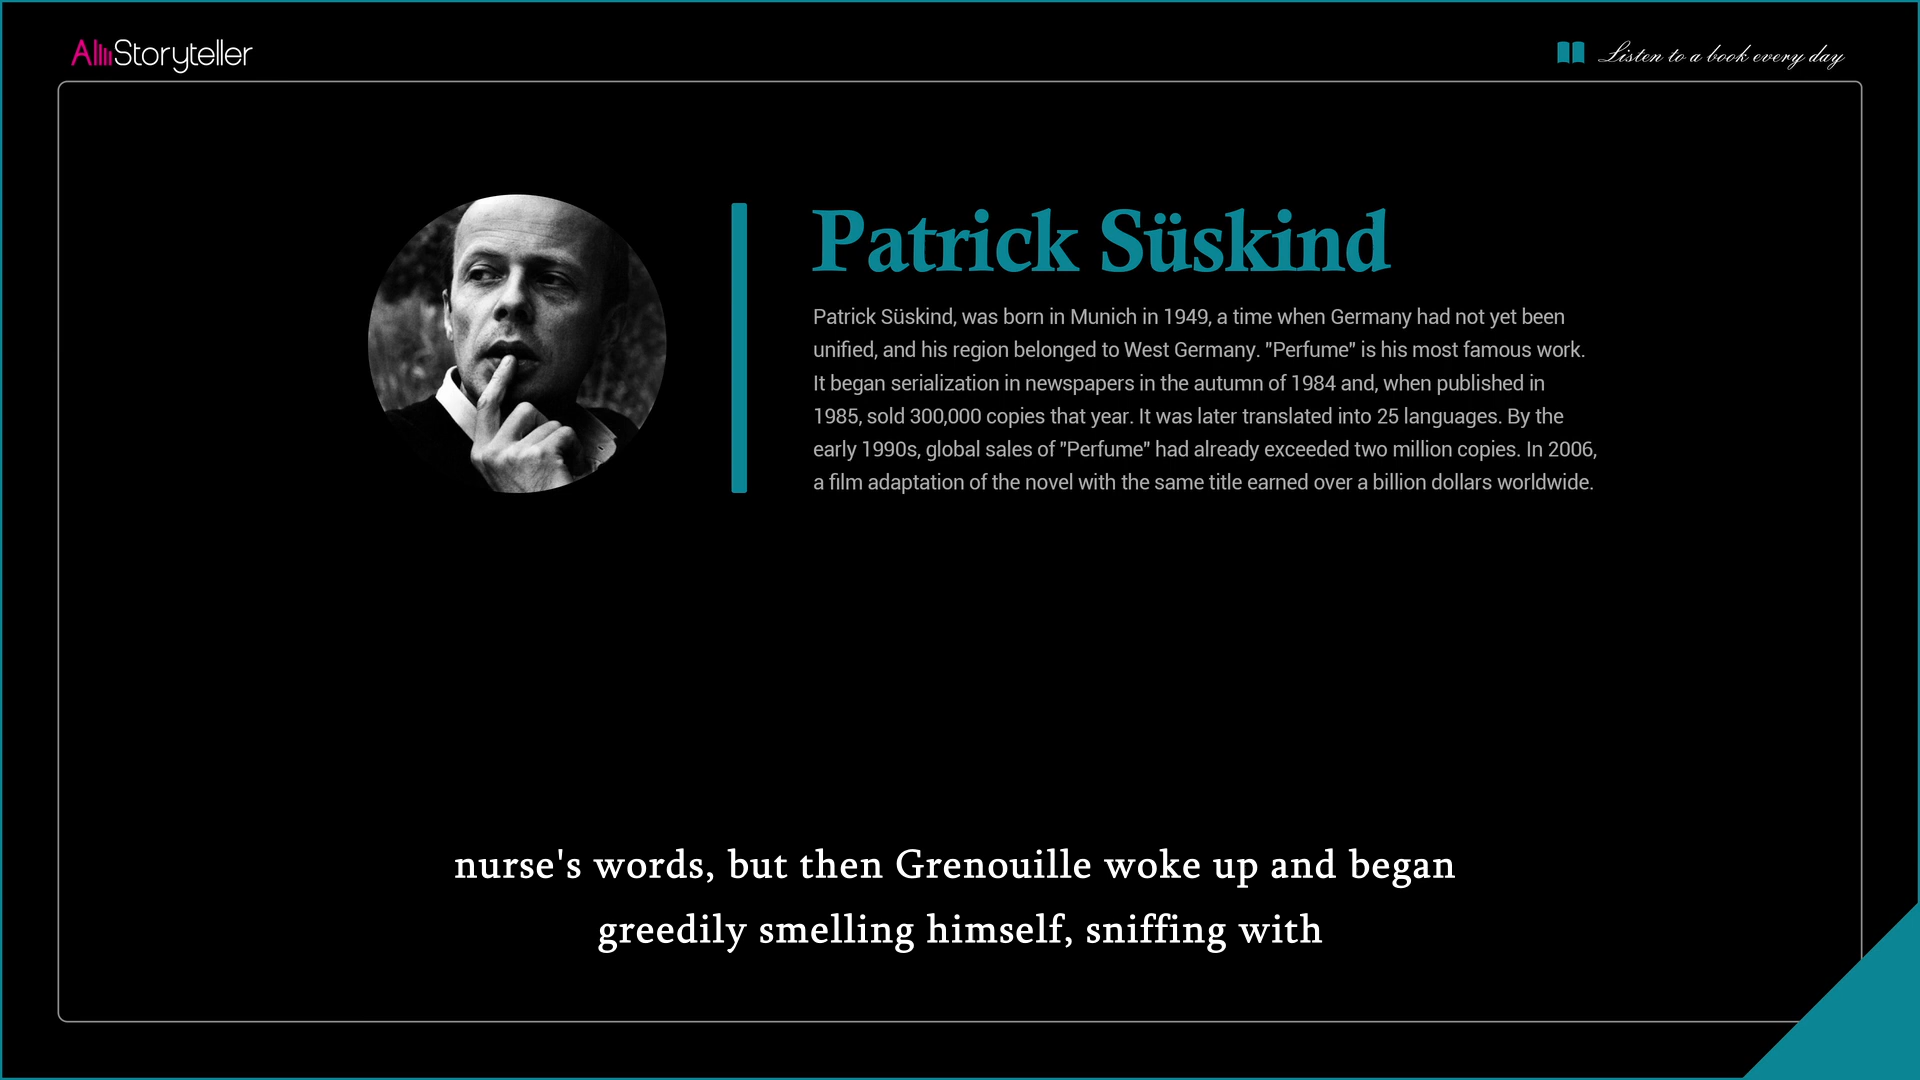 AllStoryteller
Listen to a book every day
Patrick Süskind
Patrick Süskind, was born in Munich in 1949, a time when Germany had not yet been
unified, and his region belonged to West Germany. "Perfume" is his most famous work.
It began serialization in newspapers in the autumn of 1984 and, when published in
1985, sold 300,000 copies that year. It was later translated into 25 languages. By the
early 1990s, global sales of "Perfume" had already exceeded two million copies. In 2006,
a film adaptation of the novel with the same title earned over a billion dollars worldwide.
nurse's words, but then Grenouille woke up and began
greedily smelling himself, sniffing with